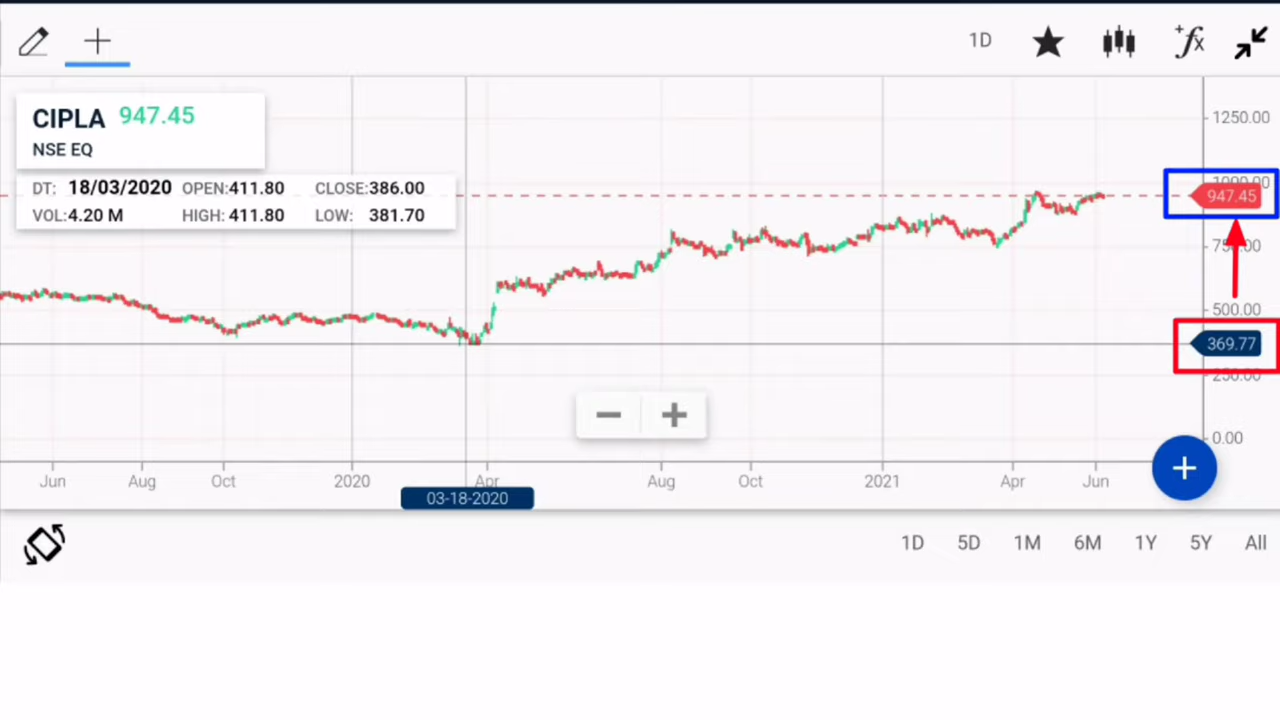 1D
CIPLA 947.45
NSE EQ
DT: 18/03/2020 OPEN:411.80 CLOSE:386.00
VOL:4.20 M HIGH: 411.80 LOW: 381.70
1250.00
1000.00
947.45
750.00
500.00
369.77
250.00
0.00
Jun Aug Oct 2020 Apr Aug Oct 2021 Apr Jun
03-18-2020
1D 5D 1M 6M 1Y 5Y All